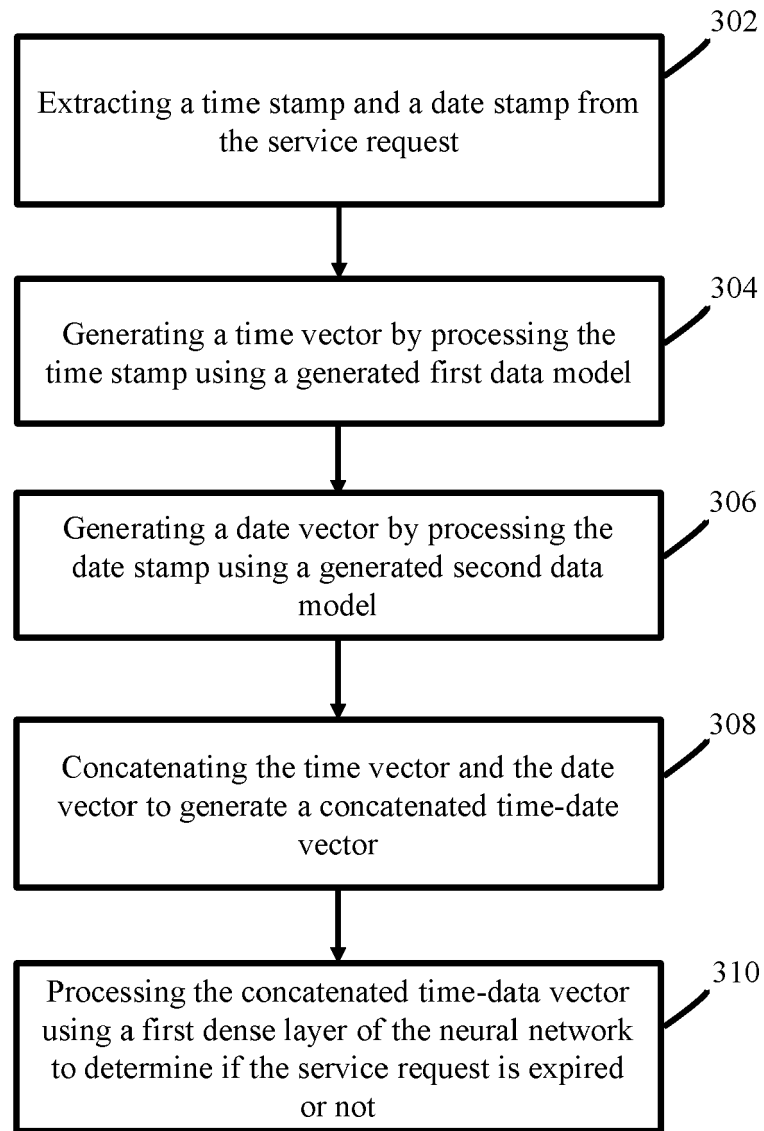 302
Extracting a time stamp and a date stamp from
the service request
304
Generating a time vector by processing the
time stamp using a generated first data model
306
Generating a date vector by processing the
date stamp using a generated second data
model
308
Concatenating the time vector and the date
vector to generate a concatenated time-date
vector
310
Processing the concatenated time-data vector
using a first dense layer of the neural network
to determine if the service request is expired
or not